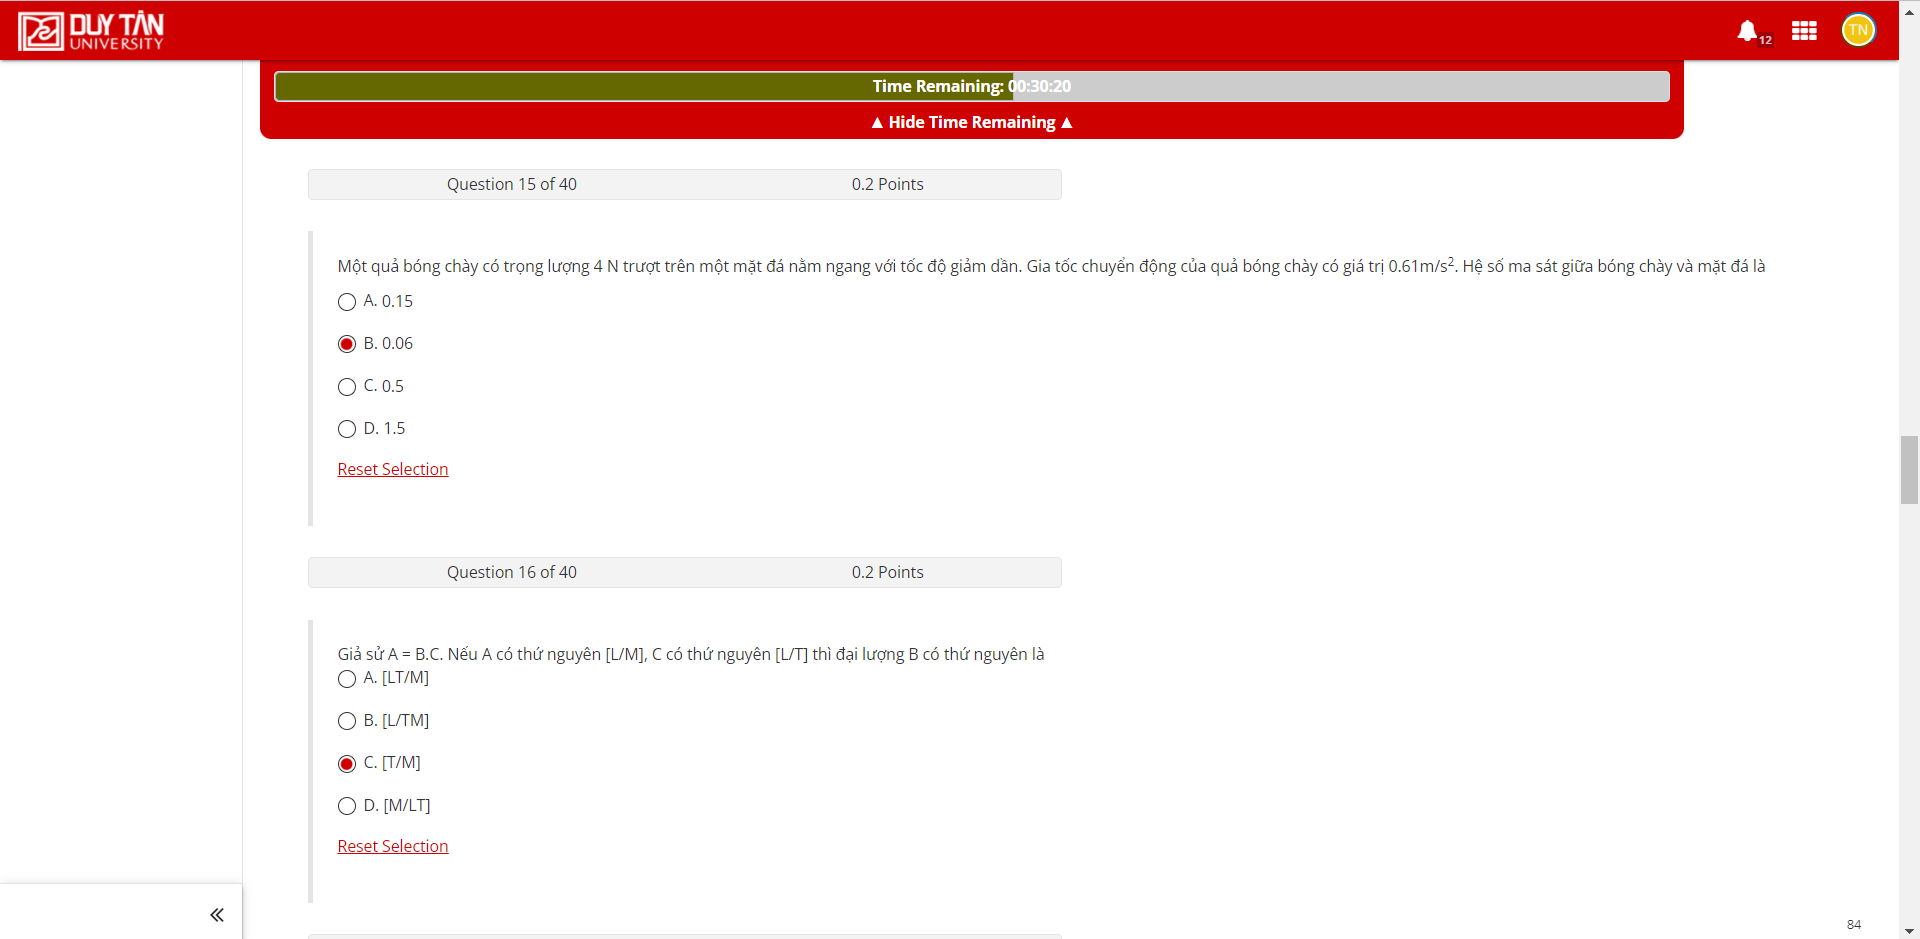 DUY TÂN
UNIVERSITY
12
TN
Time Remaining: 00:30:20
▲ Hide Time Remaining ▲
Question 15 of 40 0.2 Points
Một quả bóng chày có trọng lượng 4 N trượt trên một mặt đá nằm ngang với tốc độ giảm dần. Gia tốc chuyển động của quả bóng chày có giá trị 0.61m/s². Hệ số ma sát giữa bóng chày và mặt đá là
A. 0.15
B. 0.06
C. 0.5
D. 1.5
Reset Selection
Question 16 of 40 0.2 Points
Giả sử A = B.C. Nếu A có thứ nguyên [L/M], C có thứ nguyên [L/T] thì đại lượng B có thứ nguyên là
A. [LT/M]
B. [L/TM]
C. [T/M]
D. [M/LT]
Reset Selection
84